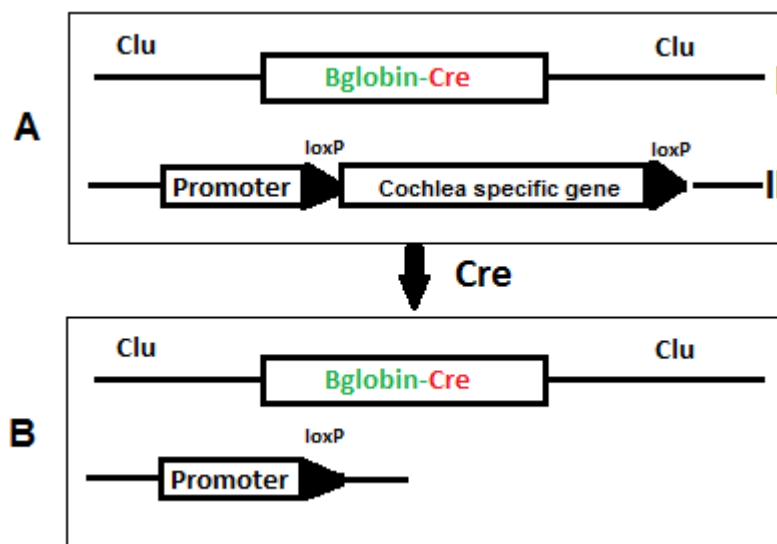 Clu Clu
Bglobin-Cre
A
loxP loxP
Promoter Cochlea specific gene
Cre
Clu Clu
Bglobin-Cre
B
loxP
Promoter